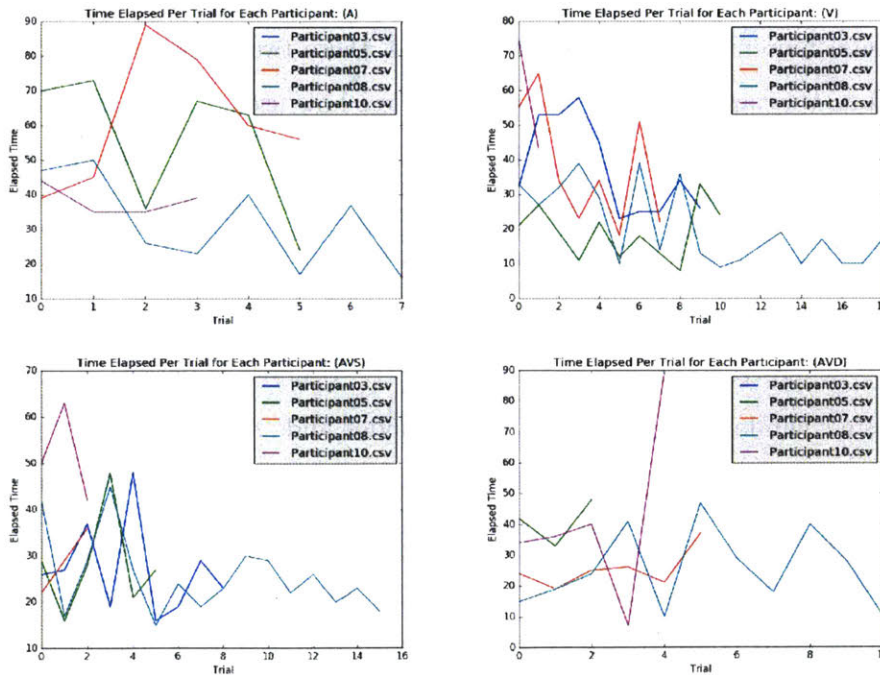 Time Elapsed Per Trial for Each Participant: (A)
90
80
70
60
50
40
30
20
10
Elapsed Time
0 1 2 3 4 5 6 7
Trial
Participant03.csv
Participant05.csv
Participant07.csv
Participant08.csv
Participant10.csv
Time Elapsed Per Trial for Each Participant: (V)
80
70
60
50
40
30
20
10
0
Elapsed Time
0 2 4 6 8 10 12 14 16
Trial
Participant03.csv
Participant05.csv
Participant07.csv
Participant08.csv
Participant10.csv
Time Elapsed Per Trial for Each Participant: (AVS)
70
60
50
40
30
20
10
Elapsed Time
0 2 4 6 8 10 12 14 16
Trial
Participant03.csv
Participant05.csv
Participant07.csv
Participant08.csv
Participant10.csv
Time Elapsed Per Trial for Each Participant: (AVD)
90
80
70
60
50
40
30
20
10
0
Elapsed Time
0 2 4 6 8
Trial
Participant03.csv
Participant05.csv
Participant07.csv
Participant08.csv
Participant10.csv